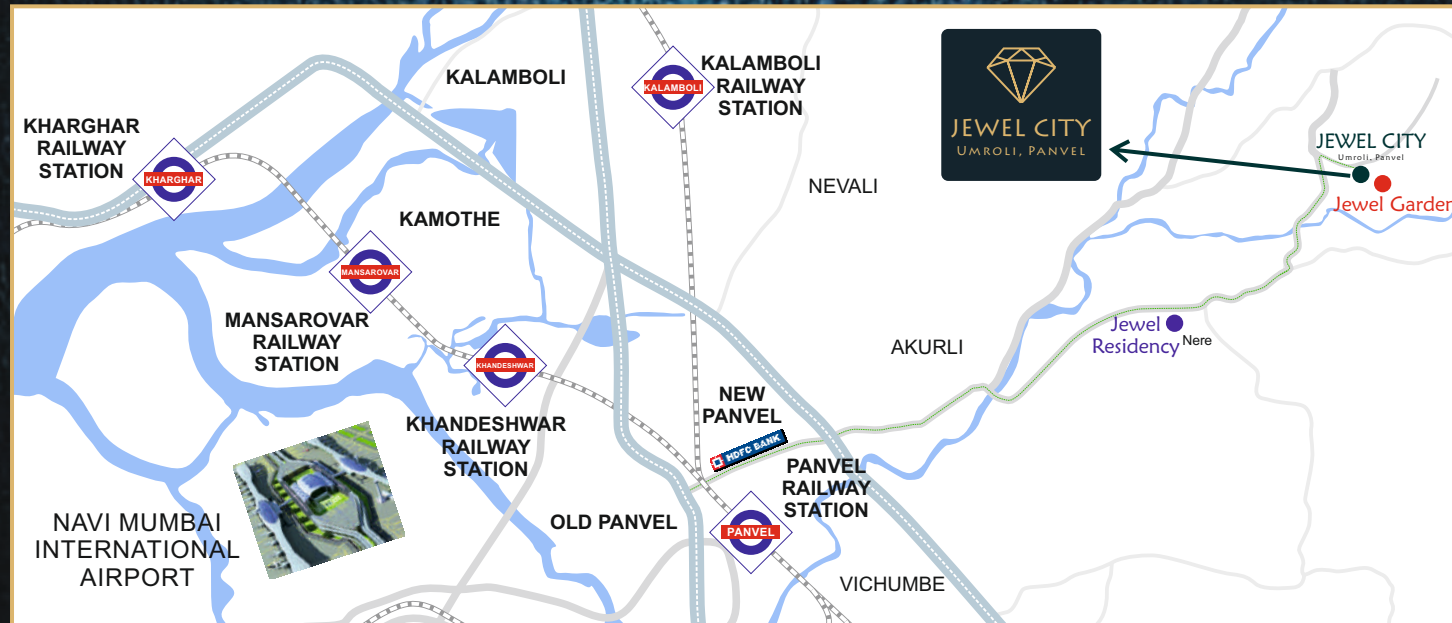 KALAMBOLI
KALAMBOLI
RAILWAY
STATION
KALAMBOLI
KHARGHAR
RAILWAY
STATION
KHARGHAR
JEWEL CITY
UMROLI, PANVEL
JEWEL CITY
Umroli, Panvel
Jewel Garden
NEVALI
KAMOTHE
MANSAROVAR
MANSAROVAR
RAILWAY
STATION
KHANDESHWAR
KHANDESHWAR
RAILWAY
STATION
AKURLI
Jewel
Residency
Nere
NEW
PANVEL
HDFC BANK
PANVEL
RAILWAY
STATION
PANVEL
OLD PANVEL
NAVI MUMBAI
INTERNATIONAL
AIRPORT
VICHUMBE